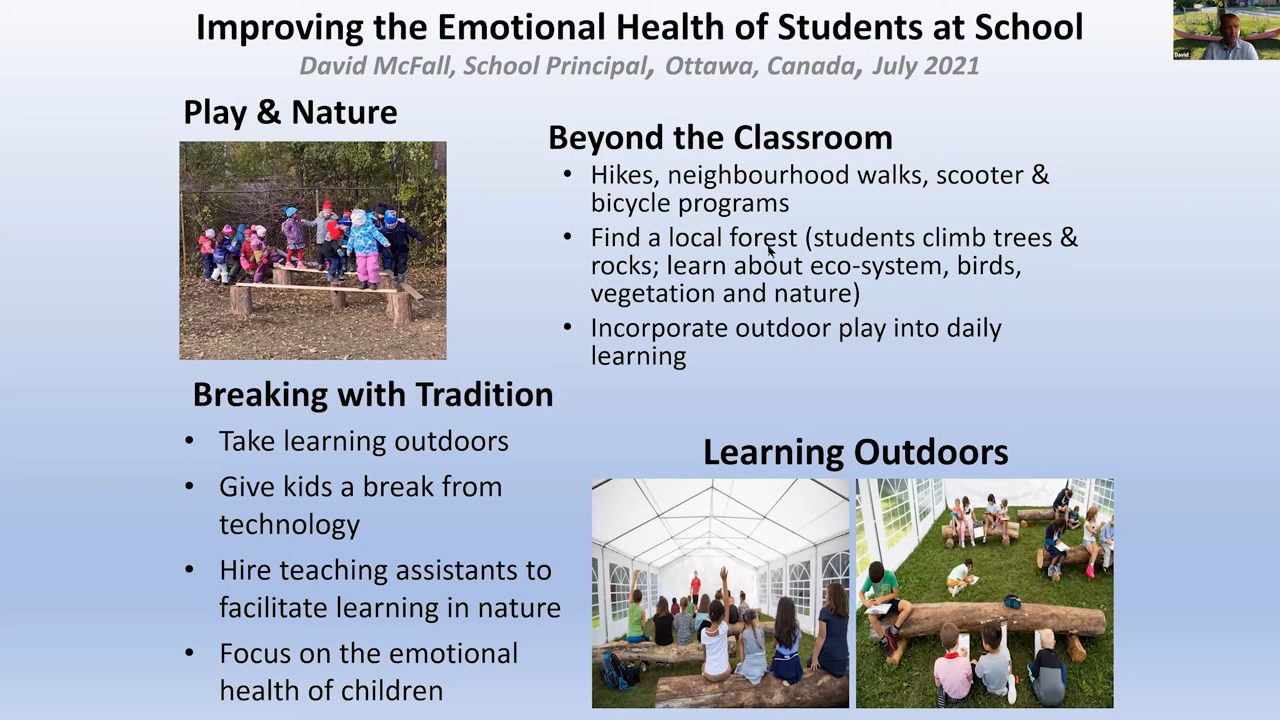 Improving the Emotional Health of Students at School
David McFall, School Principal, Ottawa, Canada, July 2021
David
Play & Nature
Beyond the Classroom
• Hikes, neighbourhood walks, scooter &
bicycle programs
• Find a local forest (students climb trees &
rocks; learn about eco-system, birds,
vegetation and nature)
• Incorporate outdoor play into daily
learning
Breaking with Tradition
• Take learning outdoors
• Give kids a break from
technology
• Hire teaching assistants to
facilitate learning in nature
• Focus on the emotional
health of children
Learning Outdoors